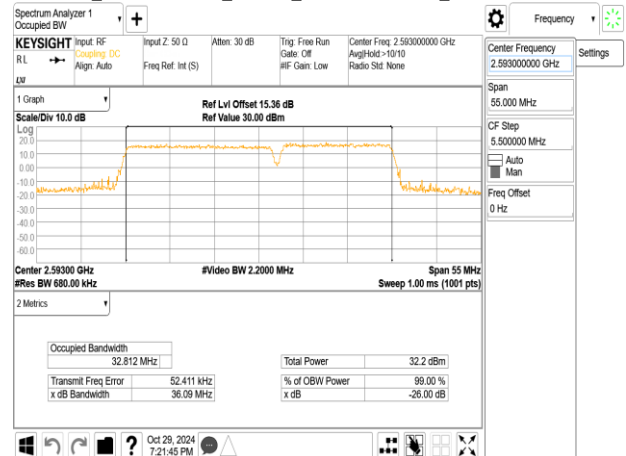 Spectrum Analyzer 1
Occupied BW
Frequency
KEYSIGHT
R L
LXI
Input: RF
Coupling: DC
Align: Auto
Input Z: 50 Ω
Freq Ref: Int (S)
Atten: 30 dB
Trig: Free Run
Gate: Off
#IF Gain: Low
Center Freq: 2.593000000 GHz
Avg|Hold:>10/10
Radio Std: None
Center Frequency
2.593000000 GHz
Settings
Span
55.000 MHz
CF Step
5.500000 MHz
Auto
Man
Freq Offset
0 Hz
1 Graph
Ref Lvl Offset 15.36 dB
Scale/Div 10.0 dB
Ref Value 30.00 dBm
Log
20.0
10.0
0.00
-10.0
-20.0
-30.0
-40.0
-50.0
-60.0
Center 2.59300 GHz
#Video BW 2.2000 MHz
Span 55 MHz
#Res BW 680.00 kHz
Sweep 1.00 ms (1001 pts)
2 Metrics
Occupied Bandwidth
32.812 MHz
Total Power 32.2 dBm
Transmit Freq Error 52.411 kHz
% of OBW Power 99.00 %
x dB Bandwidth 36.09 MHz
x dB -26.00 dB
Oct 29, 2024
7:21:45 PM